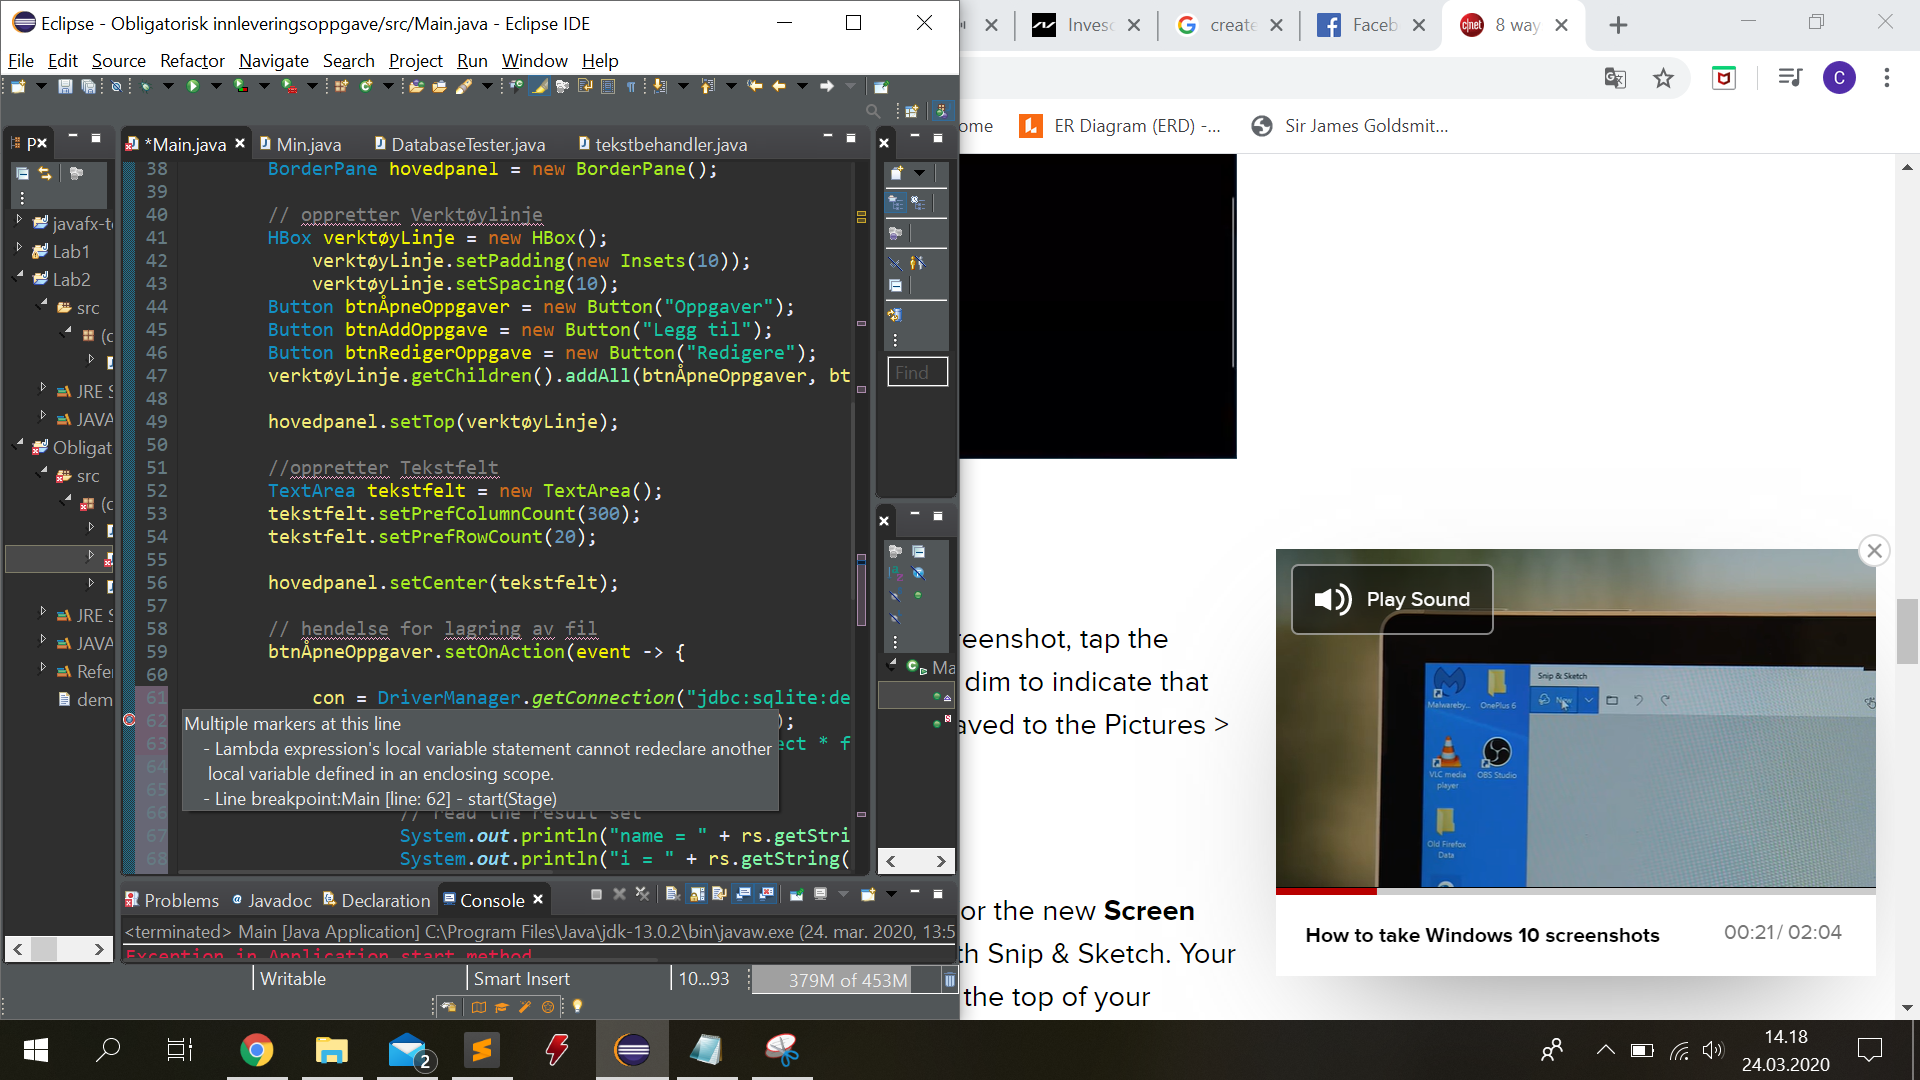 Eclipse - Obligatorisk innleveringsoppgave/src/Main.java - Eclipse IDE
File Edit Source Refactor Navigate Search Project Run Window Help
P
*Main.java
Min.java
DatabaseTester.java
tekstbehandler.java
javafx-t
Lab1
Lab2
src
JRE S
JAVA
Obligat
src
JRE S
JAVA
Refe
dem
38 BorderPane hovedpanel = new BorderPane();
39
40 // oppretter Verktøylinje
41 HBox verktøyLinje = new HBox();
42 verktøyLinje.setPadding(new Insets(10));
43 verktøyLinje.setSpacing(10);
44 Button btnÅpneOppgaver = new Button("Oppgaver");
45 Button btnAddOppgave = new Button("Legg til");
46 Button btnRedigerOppgave = new Button("Redigere");
47 verktøyLinje.getChildren().addAll(btnÅpneOppgaver, bt
48
49 hovedpanel.setTop(verktøyLinje);
50
51 //oppretter Tekstfelt
52 TextArea tekstfelt = new TextArea();
53 tekstfelt.setPrefColumnCount(300);
54 tekstfelt.setPrefRowCount(20);
55
56 hovedpanel.setCenter(tekstfelt);
57
58 // hendelse for lagring av fil
59 btnÅpneOppgaver.setOnAction(event -> {
60
61 con = DriverManager.getConnection("jdbc:sqlite:de
62 );
63 ect * f
64
65
66 // read the result set
67 System.out.println("name = " + rs.getStri
68 System.out.println("i = " + rs.getString(
Multiple markers at this line
- Lambda expression's local variable statement cannot redeclare another
local variable defined in an enclosing scope.
- Line breakpoint:Main [line: 62] - start(Stage)
Find
Ma
Problems
Javadoc
Declaration
Console
<terminated> Main [Java Application] C:\Program Files\Java\jdk-13.0.2\bin\javaw.exe (24. mar. 2020, 13:5
Exception in Application start method
Writable
Smart Insert
10...93
379M of 453M
Inves
create
Faceb
c|net
8 way
C
ome
ER Diagram (ERD) -...
Sir James Goldsmit...
reenshot, tap the
dim to indicate that
aved to the Pictures >
or the new Screen
th Snip & Sketch. Your
the top of your
Play Sound
Snip & Sketch
New
Malwareby...
OnePlus 6
VLC media
player
OBS Studio
Old Firefox
Data
How to take Windows 10 screenshots
00:21/ 02:04
2
14.18
24.03.2020